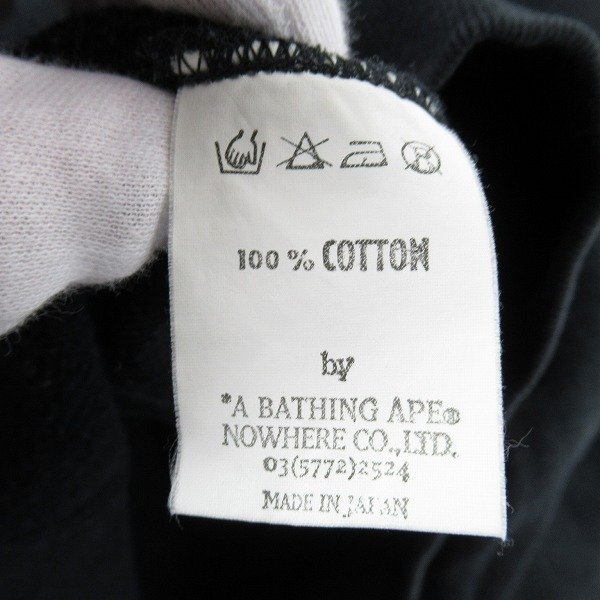 100% COTTON
by
*A BATHING APE®
NOWHERE CO.,LTD.
03(5772)2524
MADE IN JAPAN